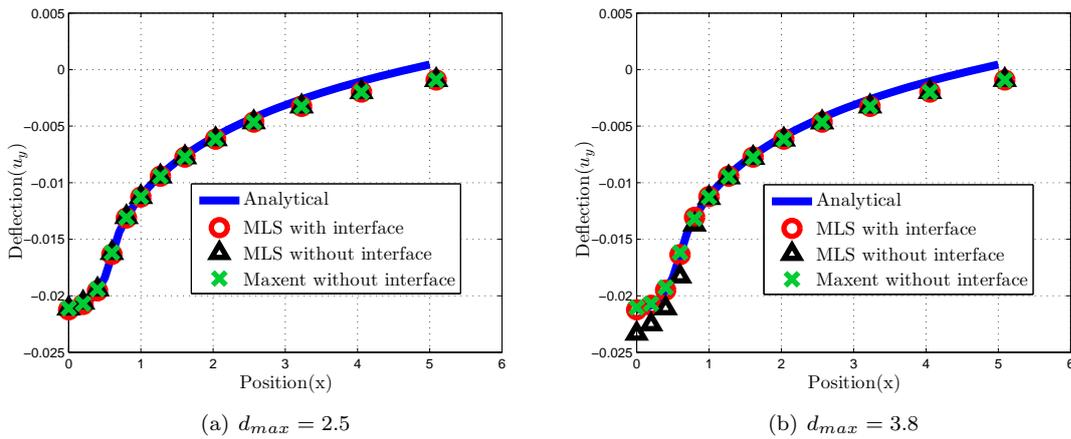 0.005
0
−0.005
−0.01
−0.015
−0.02
−0.025
Deflection(u_y)
Analytical
MLS with interface
MLS without interface
Maxent without interface
0 1 2 3 4 5 6
Position(x)
(a) d_max = 2.5
0.005
0
−0.005
−0.01
−0.015
−0.02
−0.025
Deflection(u_y)
Analytical
MLS with interface
MLS without interface
Maxent without interface
0 1 2 3 4 5 6
Position(x)
(b) d_max = 3.8